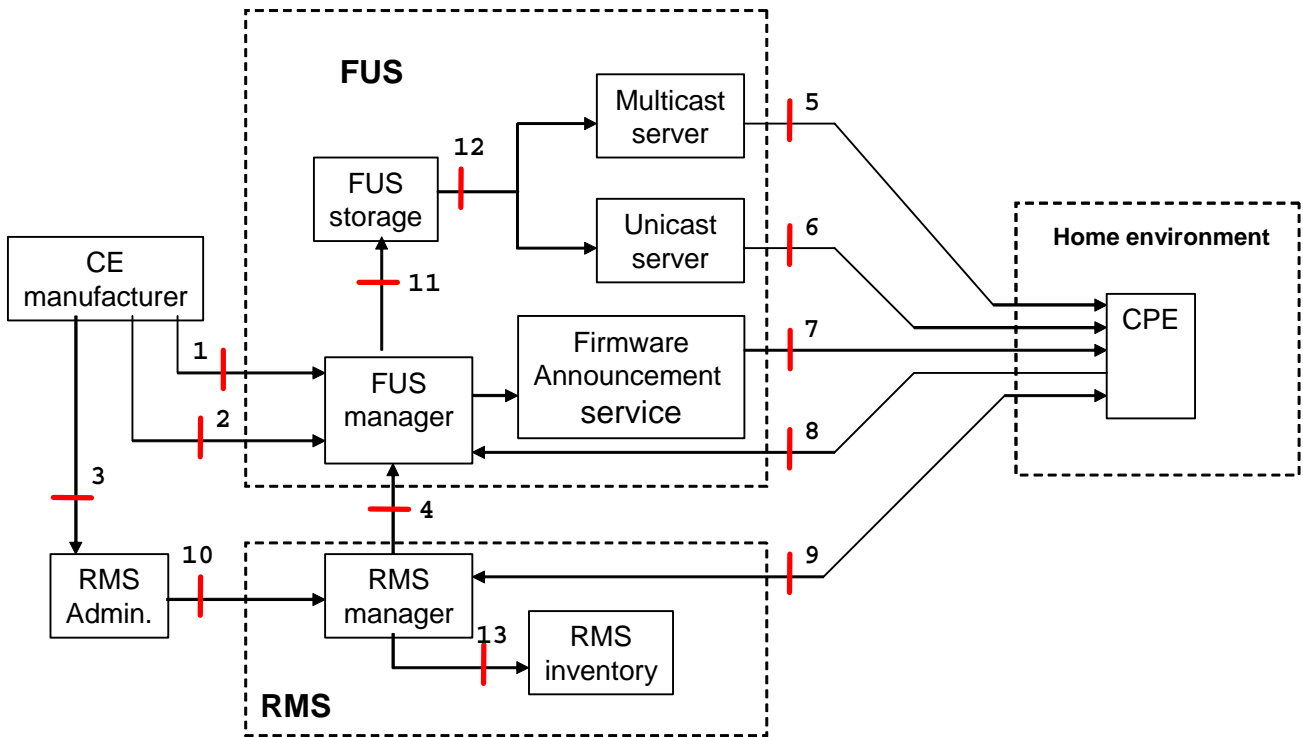 FUS
Multicast
server
5
12
FUS
storage
Unicast
server
6
Home environment
CE
manufacturer
11
CPE
1
Firmware
Announcement
service
7
FUS
manager
2
8
3
4
10
9
RMS
Admin.
RMS
manager
13
RMS
inventory
RMS